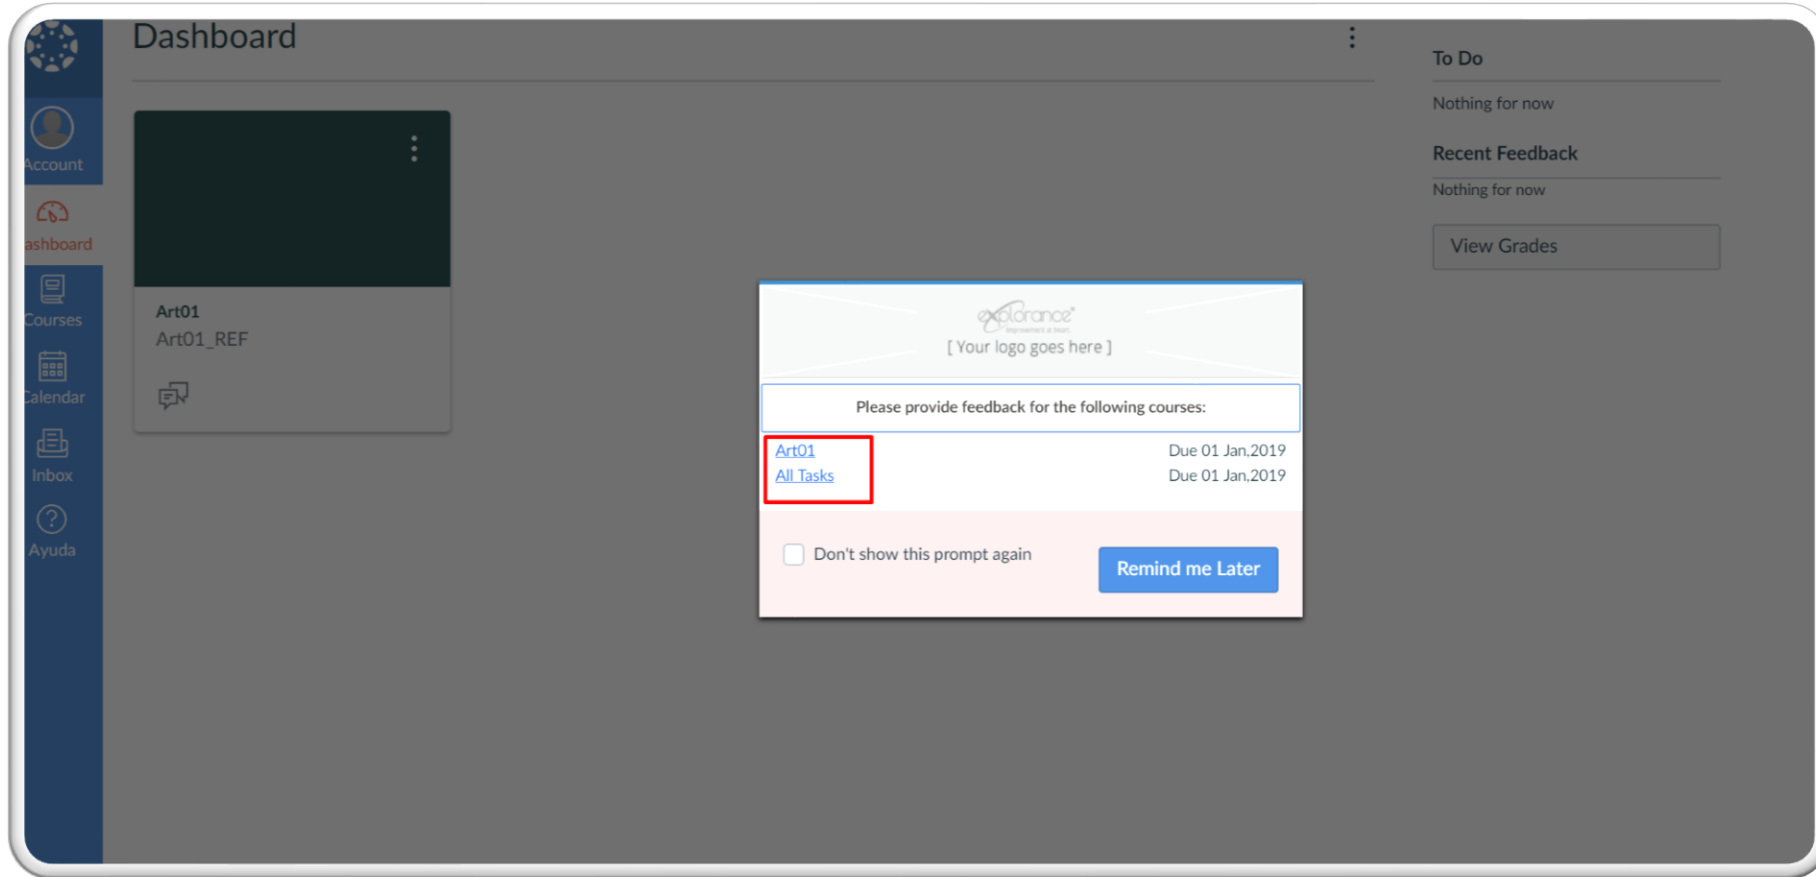 Dashboard
Account
ashboard
Courses
Calendar
Inbox
Ayuda
Art01
Art01_REF
To Do
Nothing for now
Recent Feedback
Nothing for now
View Grades
explorance
[ Your logo goes here ]
Please provide feedback for the following courses:
Art01 Due 01 Jan,2019
All Tasks Due 01 Jan,2019
Don't show this prompt again
Remind me Later